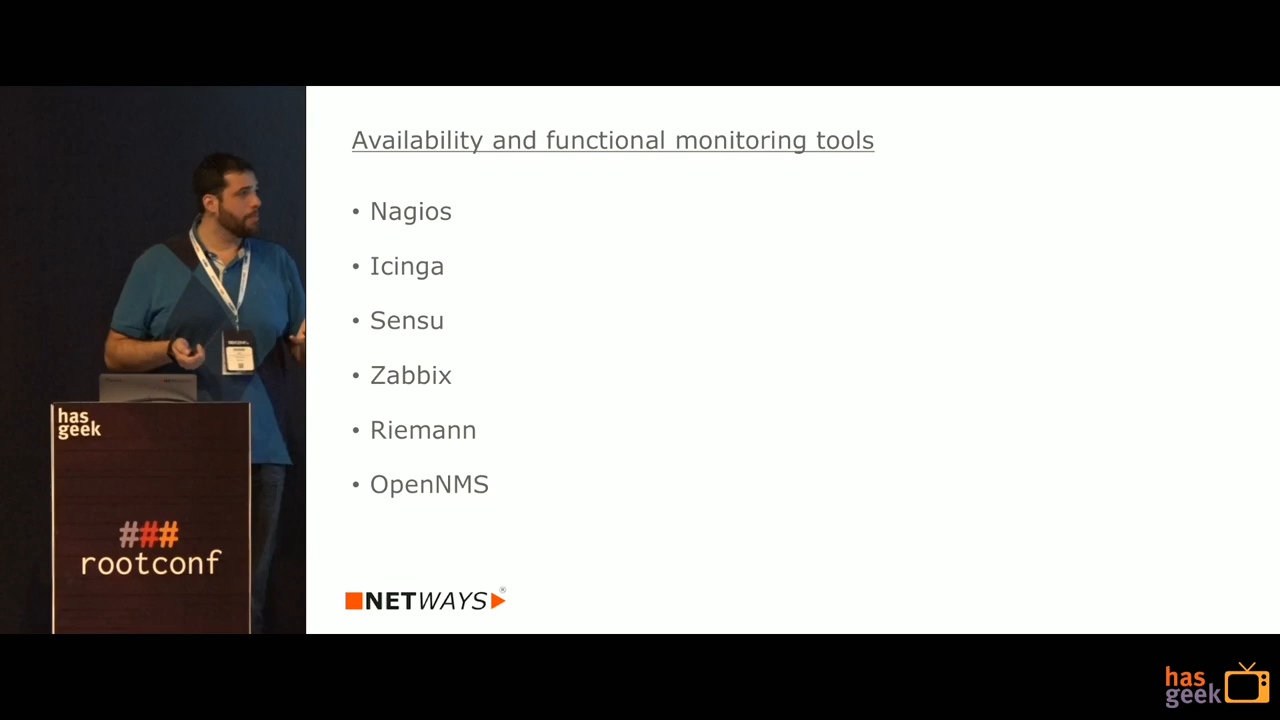 Availability and functional monitoring tools
• Nagios
• Icinga
• Sensu
• Zabbix
• Riemann
• OpenNMS
NETWAYS®
has
geek
###
rootconf
has
geek